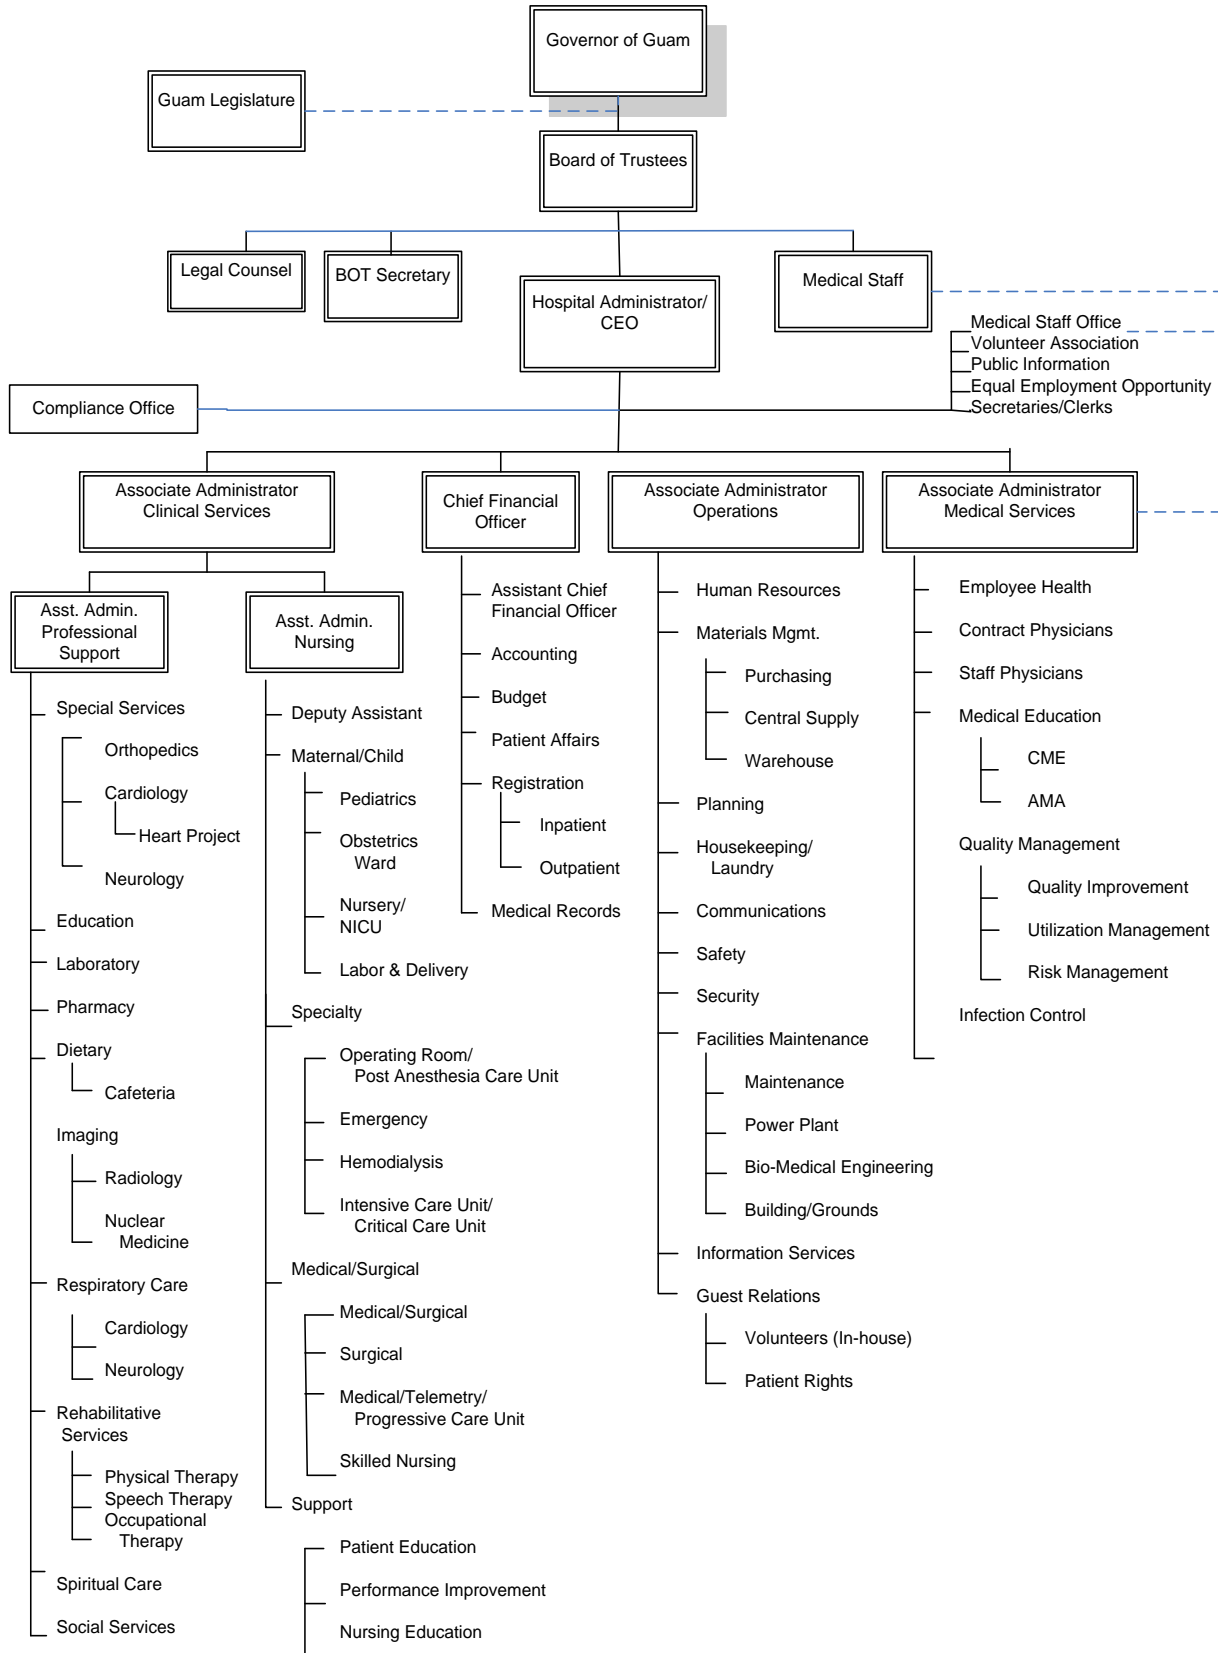 Governor of Guam
Guam Legislature
Board of Trustees
Legal Counsel
BOT Secretary
Hospital Administrator/
CEO
Medical Staff
Medical Staff Office
Volunteer Association
Public Information
Equal Employment Opportunity
Secretaries/Clerks
Compliance Office
Associate Administrator
Clinical Services
Chief Financial
Officer
Associate Administrator
Operations
Associate Administrator
Medical Services
Asst. Admin.
Professional
Support
Special Services
Orthopedics
Cardiology
Heart Project
Neurology
Education
Laboratory
Pharmacy
Dietary
Cafeteria
Imaging
Radiology
Nuclear
Medicine
Respiratory Care
Cardiology
Neurology
Rehabilitative
Services
Physical Therapy
Speech Therapy
Occupational
Therapy
Spiritual Care
Social Services
Asst. Admin.
Nursing
Deputy Assistant
Maternal/Child
Pediatrics
Obstetrics
Ward
Nursery/
NICU
Labor & Delivery
Specialty
Operating Room/
Post Anesthesia Care Unit
Emergency
Hemodialysis
Intensive Care Unit/
Critical Care Unit
Medical/Surgical
Medical/Surgical
Surgical
Medical/Telemetry/
Progressive Care Unit
Skilled Nursing
Support
Patient Education
Performance Improvement
Nursing Education
Assistant Chief
Financial Officer
Accounting
Budget
Patient Affairs
Registration
Inpatient
Outpatient
Medical Records
Human Resources
Materials Mgmt.
Purchasing
Central Supply
Warehouse
Planning
Housekeeping/
Laundry
Communications
Safety
Security
Facilities Maintenance
Maintenance
Power Plant
Bio-Medical Engineering
Building/Grounds
Information Services
Guest Relations
Volunteers (In-house)
Patient Rights
Employee Health
Contract Physicians
Staff Physicians
Medical Education
CME
AMA
Quality Management
Quality Improvement
Utilization Management
Risk Management
Infection Control